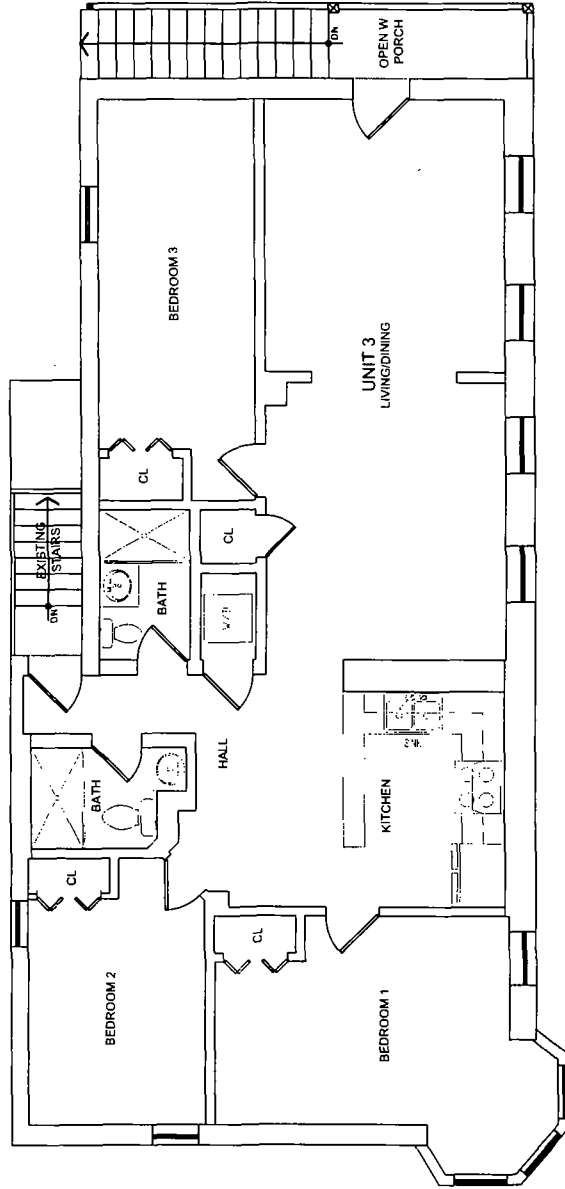 OPEN W
PORCH
DN
BEDROOM 3
UNIT 3
LIVING/DINING
CL
EXISTING
STAIRS
DN
CL
BATH
W/D
HALL
BATH
KITCHEN
CL
CL
BEDROOM 2
BEDROOM 1